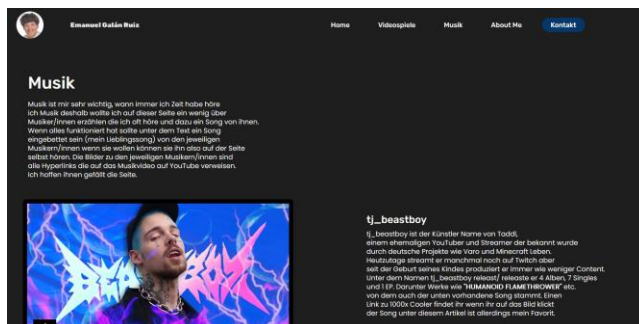 Emanuel Galán Ruiz
Home
Videospiele
Musik
About Me
Kontakt
Musik
Musik ist mir sehr wichtig, wann immer ich Zeit habe höre
ich Musik deshalb wollte ich auf dieser Seite ein wenig über
Musiker/innen erzählen die ich oft höre und dazu ein Song von ihnen.
Wenn alles funktioniert hat sollte unter dem Text ein Song
eingebettet sein (mein Lieblingssong) von den jeweiligen
Musikern/innen wenn sie wollen können sie ihn also auf der Seite
selbst hören. Die Bilder zu den jeweiligen Musikern/innen sind
alle Hyperlinks die auf das Musikvideo auf YouTube verweisen.
Ich hoffen ihnen gefällt die Seite.
tj_beastboy
tj_beastboy ist der Künstler Name von Taddl,
einem ehemaligen YouTuber und Streamer der bekannt wurde
durch deutsche Projekte wie Varo und Minecraft Leben.
Heutzutage streamt er manchmal noch auf Twitch aber
seit der Geburt seines Kindes produziert er immer wie weniger Content.
Unter dem Namen tj_beastboy releast/ releaste er 4 Alben, 7 Singles
und 1 EP. Darunter Werke wie "HUMANOID FLAMETHROWER" etc.
von dem auch der unten vorhandene Song stammt. Einen
Link zu 1000x Cooler findet ihr wenn ihr auf das Bild klickt
der Song unter diesem Artikel ist allerdings mein Favorit.